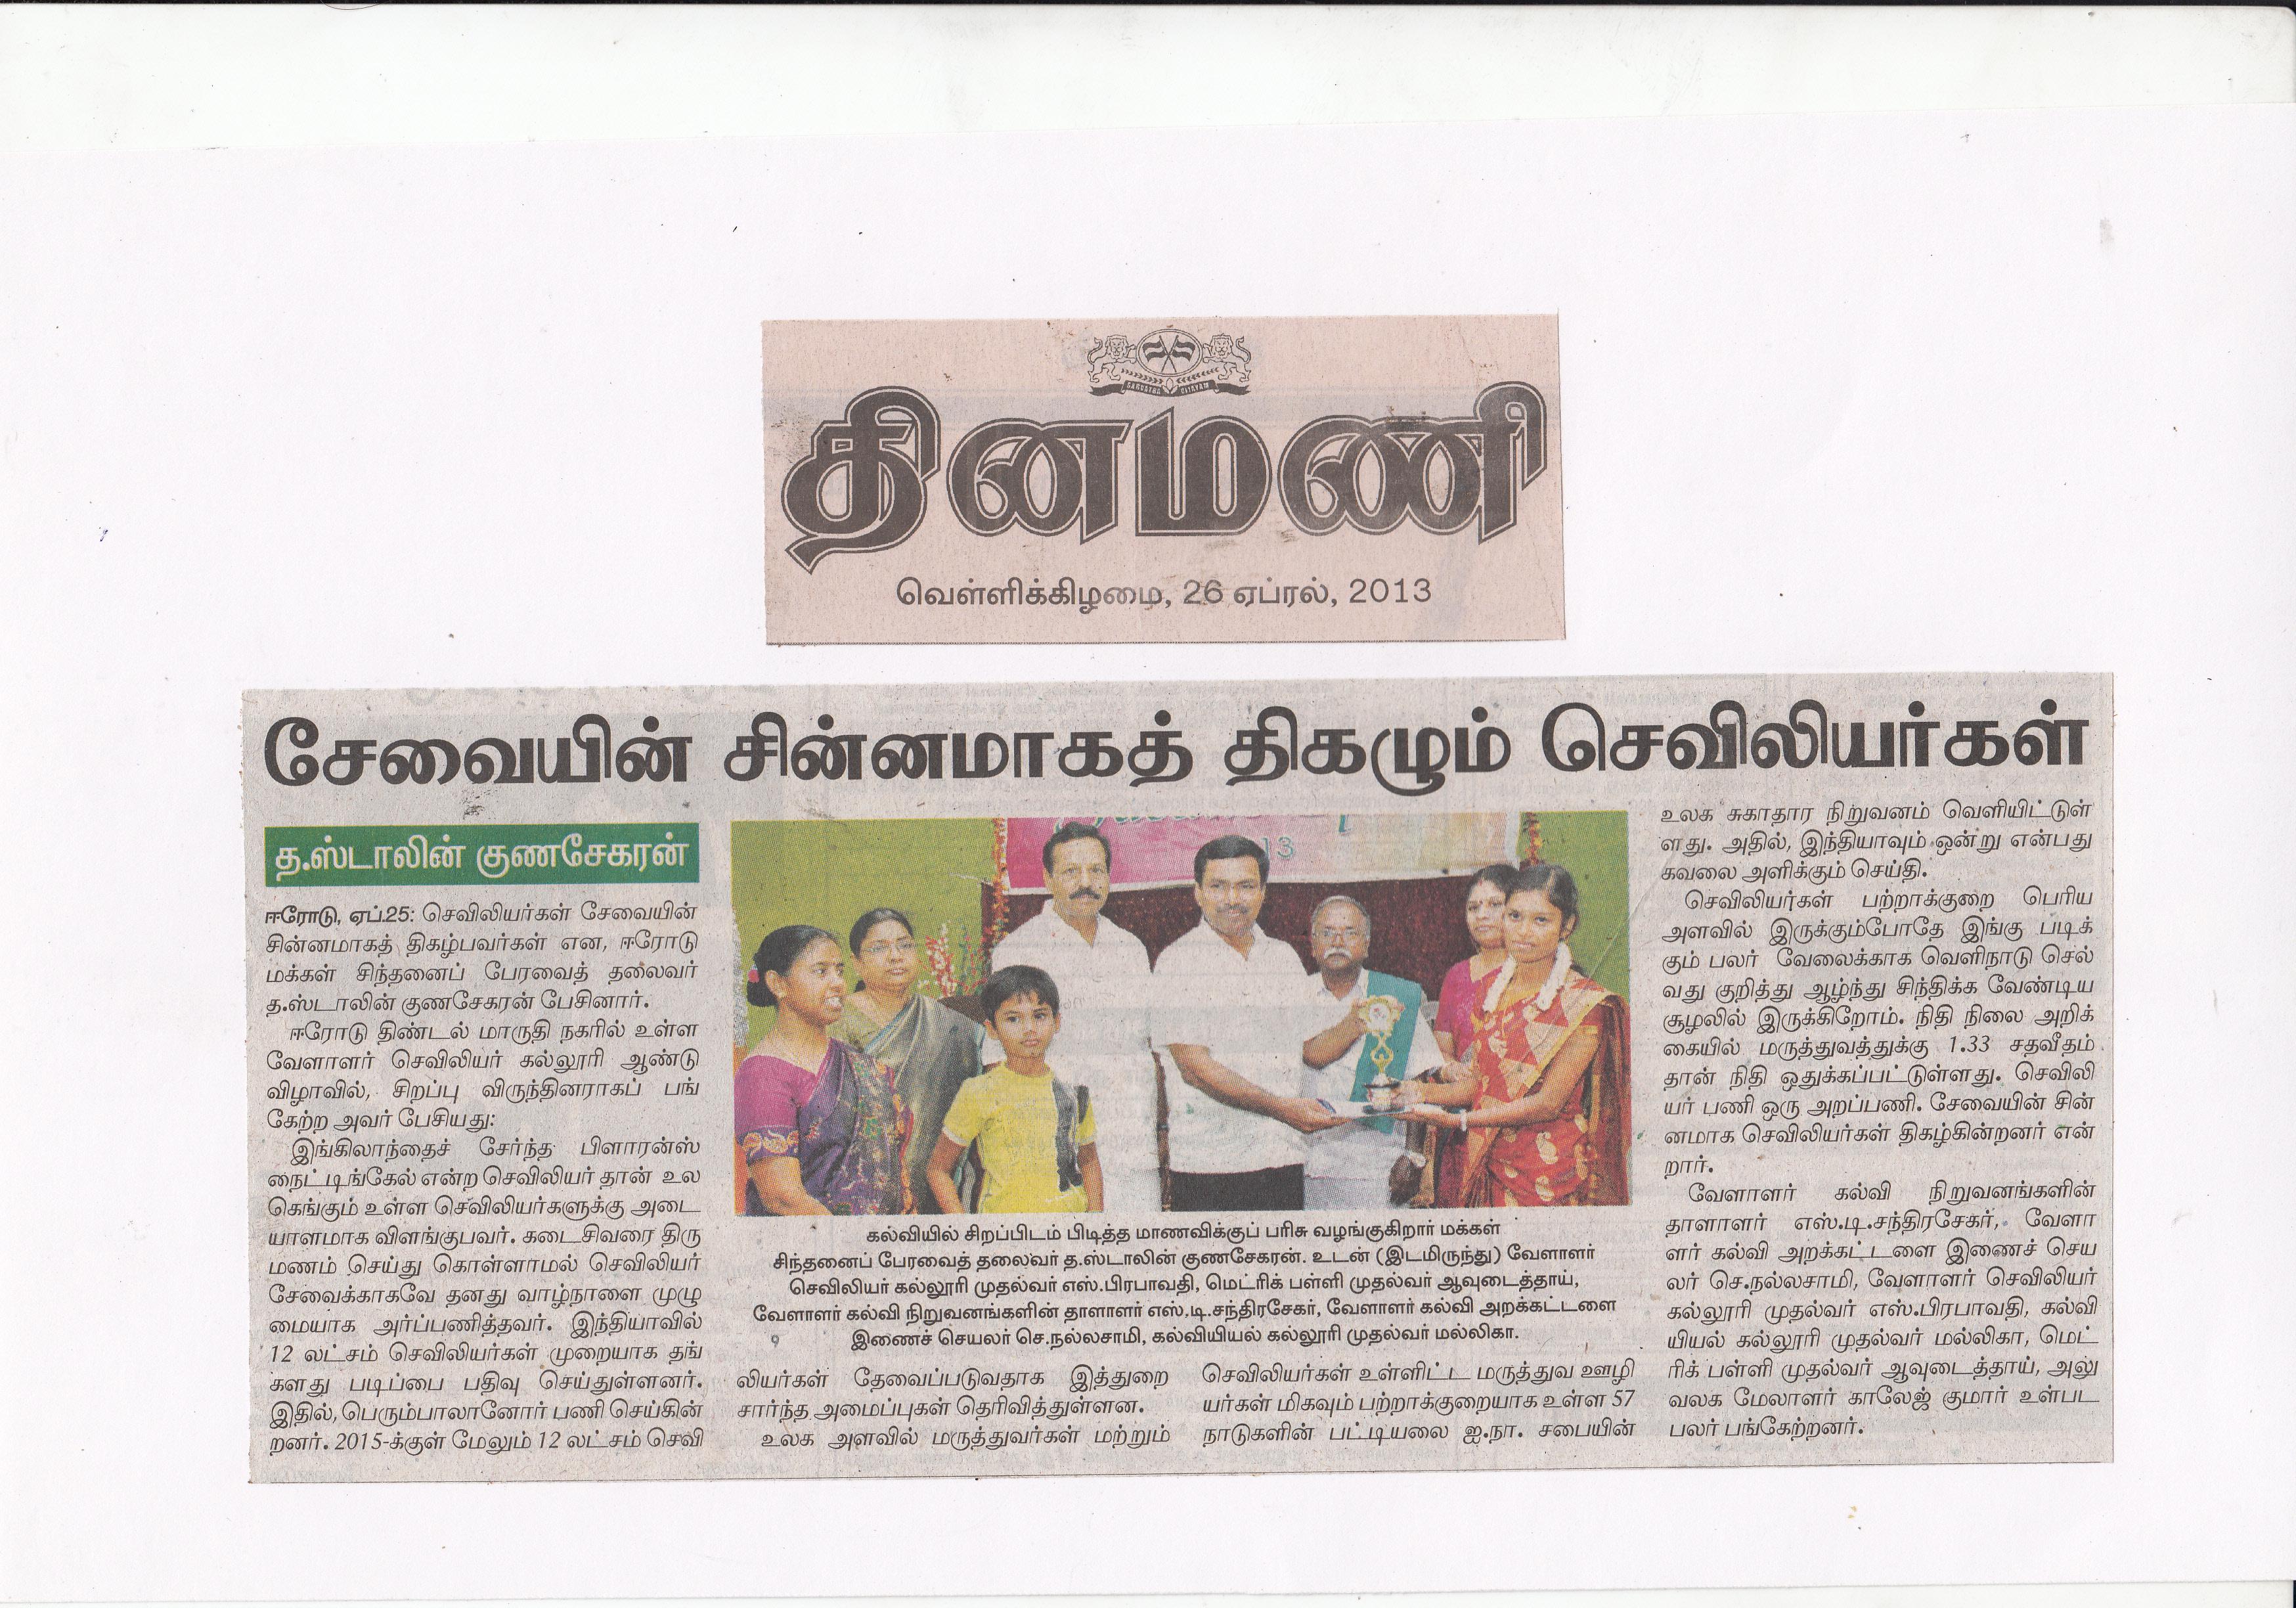 தினமணி
வெள்ளிக்கிழமை, 26 ஏப்ரல், 2013
சேவையின் சின்னமாகத் திகழும் செவிலியர்கள்
த.ஸ்டாலின் குணசேகரன்
ஈரோடு, ஏப்.25: செவிலியர்கள் சேவையின்
சின்னமாகத் திகழ்பவர்கள் என, ஈரோடு
மக்கள் சிந்தனைப் பேரவைத் தலைவர்
த.ஸ்டாலின் குணசேகரன் பேசினார்.
ஈரோடு திண்டல் மாருதி நகரில் உள்ள
வேளாளர் செவிலியர் கல்லூரி ஆண்டு
விழாவில், சிறப்பு விருந்தினராகப் பங்
கேற்ற அவர் பேசியது:
இங்கிலாந்தைச் சேர்ந்த பிளாரன்ஸ்
நைட்டிங்கேல் என்ற செவிலியர் தான் உல
கெங்கும் உள்ள செவிலியர்களுக்கு அடை
யாளமாக விளங்குபவர். கடைசிவரை திரு
மணம் செய்து கொள்ளாமல் செவிலியர்
சேவைக்காகவே தனது வாழ்நாளை முழு
மையாக அர்ப்பணித்தவர். இந்தியாவில்
12 லட்சம் செவிலியர்கள் முறையாக தங்
களது படிப்பை பதிவு செய்துள்ளனர்.
இதில், பெரும்பாலானோர் பணி செய்கின்
றனர். 2015-க்குள் மேலும் 12 லட்சம் செவி
13
கல்வியில் சிறப்பிடம் பிடித்த மாணவிக்குப் பரிசு வழங்குகிறார் மக்கள்
சிந்தனைப் பேரவைத் தலைவர் த.ஸ்டாலின் குணசேகரன். உடன் (இடமிருந்து) வேளாளர்
செவிலியர் கல்லூரி முதல்வர் எஸ்.பிரபாவதி, மெட்ரிக் பள்ளி முதல்வர் ஆவுடைத்தாய்,
வேளாளர் கல்வி நிறுவனங்களின் தாளாளர் எஸ்.டி.சந்திரசேகர், வேளாளர் கல்வி அறக்கட்டளை
இணைச் செயலர் செ.நல்லசாமி, கல்வியியல் கல்லூரி முதல்வர் மல்லிகா.
லியர்கள் தேவைப்படுவதாக இத்துறை
சார்ந்த அமைப்புகள் தெரிவித்துள்ளன.
உலக அளவில் மருத்துவர்கள் மற்றும்
செவிலியர்கள் உள்ளிட்ட மருத்துவ ஊழி
யர்கள் மிகவும் பற்றாக்குறையாக உள்ள 57
நாடுகளின் பட்டியலை ஐ.நா. சபையின்
உலக சுகாதார நிறுவனம் வெளியிட்டுள்
ளது. அதில், இந்தியாவும் ஒன்று என்பது
கவலை அளிக்கும் செய்தி.
செவிலியர்கள் பற்றாக்குறை பெரிய
அளவில் இருக்கும்போதே இங்கு படிக்
கும் பலர் வேலைக்காக வெளிநாடு செல்
வது குறித்து ஆழ்ந்து சிந்திக்க வேண்டிய
சூழலில் இருக்கிறோம். நிதி நிலை அறிக்
கையில் மருத்துவத்துக்கு 1.33 சதவீதம்
தான் நிதி ஒதுக்கப்பட்டுள்ளது. செவிலி
யர் பணி ஒரு அறப்பணி. சேவையின் சின்
னமாக செவிலியர்கள் திகழ்கின்றனர் என்
றார்.
வேளாளர் கல்வி நிறுவனங்களின்
தாளாளர் எஸ்.டி.சந்திரசேகர், வேளா
ளர் கல்வி அறக்கட்டளை இணைச் செய
லர் செ.நல்லசாமி, வேளாளர் செவிலியர்
கல்லூரி முதல்வர் எஸ்.பிரபாவதி, கல்வி
யியல் கல்லூரி முதல்வர் மல்லிகா, மெட்
ரிக் பள்ளி முதல்வர் ஆவுடைத்தாய், அலு
வலக மேலாளர் காலேஜ் குமார் உள்பட
பலர் பங்கேற்றனர்.